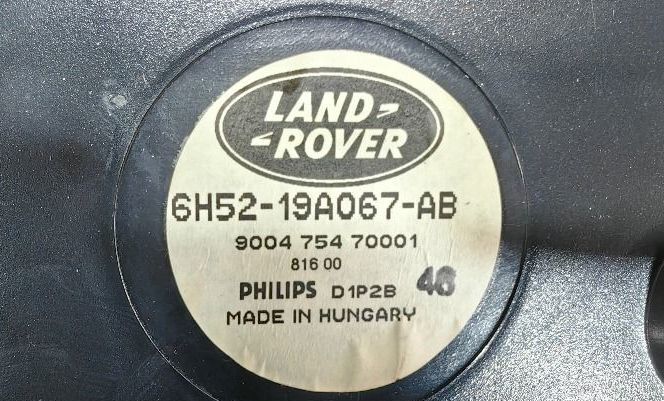 LAND
ROVER
6H52-19A067-AB
9004 754 70001
816 00
PHILIPS D1P2B 46
MADE IN HUNGARY